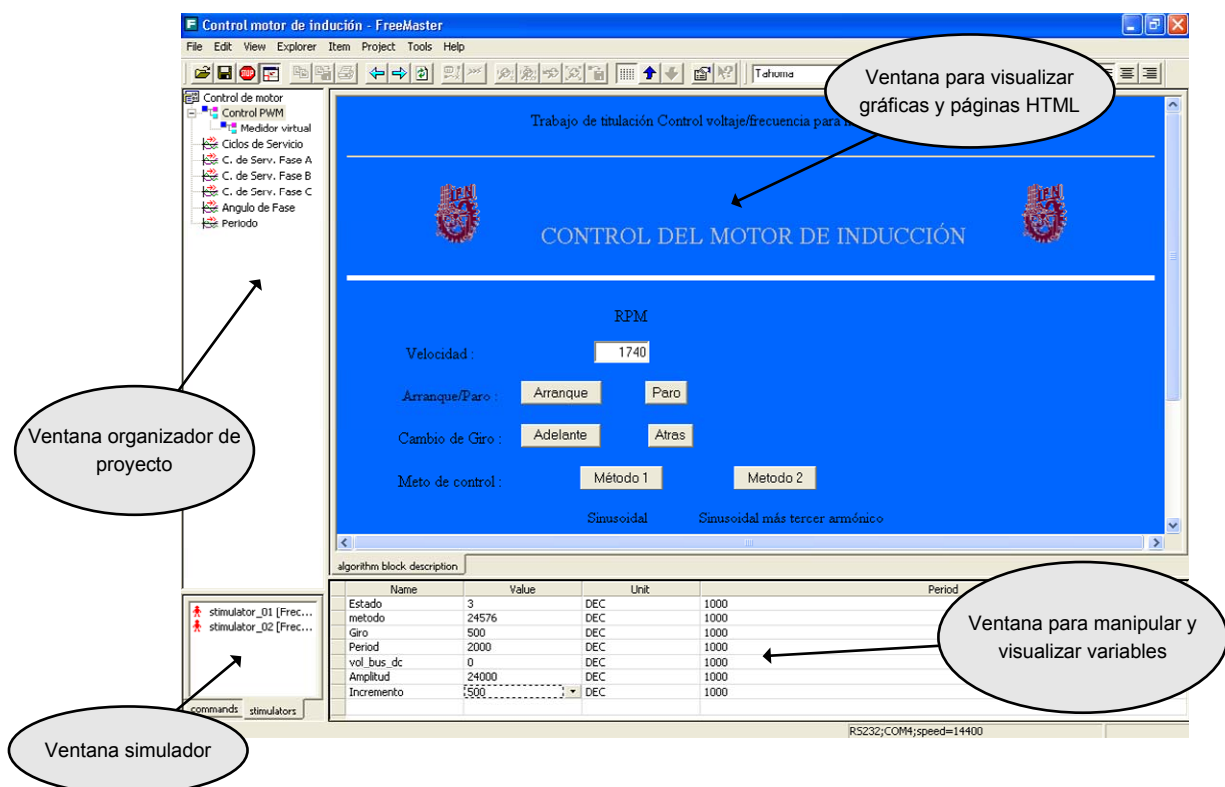 Control motor de indución - FreeMaster
File Edit View Explorer Item Project Tools Help
STOP
Tahoma
Ventana para visualizar
gráficas y páginas HTML
Control de motor
Control PWM
Medidor virtual
Ciclos de Servicio
C. de Serv. Fase A
C. de Serv. Fase B
C. de Serv. Fase C
Angulo de Fase
Periodo
Trabajo de titulación Control voltaje/frecuencia para
IPN
IPN
CONTROL DEL MOTOR DE INDUCCIÓN
RPM
Velocidad : 1740
Arranque/Paro : Arranque Paro
Cambio de Giro : Adelante Atras
Meto de control : Método 1 Metodo 2
Sinusoidal Sinusoidal más tercer armónico
Ventana organizador de
proyecto
algorithm block description
Name Value Unit Period
Estado 3 DEC 1000
metodo 24576 DEC 1000
Giro 500 DEC 1000
Period 2000 DEC 1000
vol_bus_dc 0 DEC 1000
Amplitud 24000 DEC 1000
Incremento 500 DEC 1000
Ventana para manipular y
visualizar variables
stimulator_01 [Frec...
stimulator_02 [Frec...
commands stimulators
Ventana simulador
RS232;COM4;speed=14400